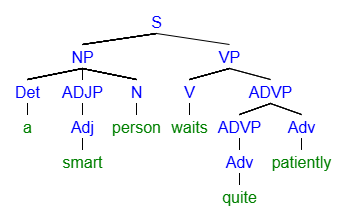 S
NP VP
Det ADJP N V ADVP
a Adj person waits ADVP Adv
smart Adv patiently
quite